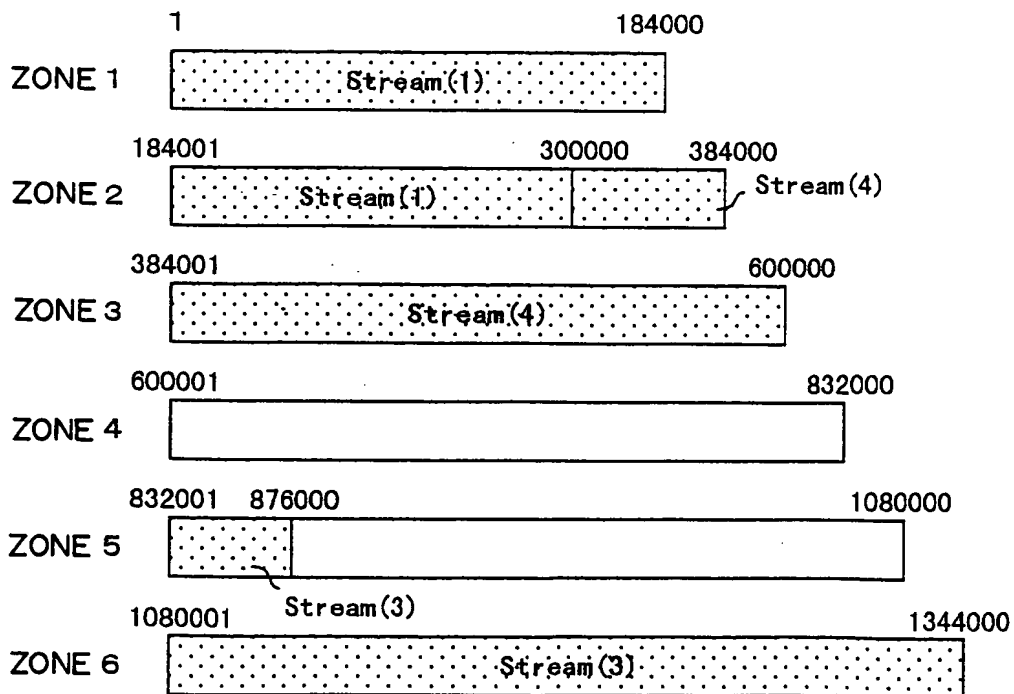 1 184000
ZONE 1 Stream(1)
184001 300000 384000
ZONE 2 Stream(1) Stream(4)
384001 600000
ZONE 3 Stream(4)
600001 832000
ZONE 4
832001 876000 1080000
ZONE 5
Stream(3)
1080001 1344000
ZONE 6 Stream(3)